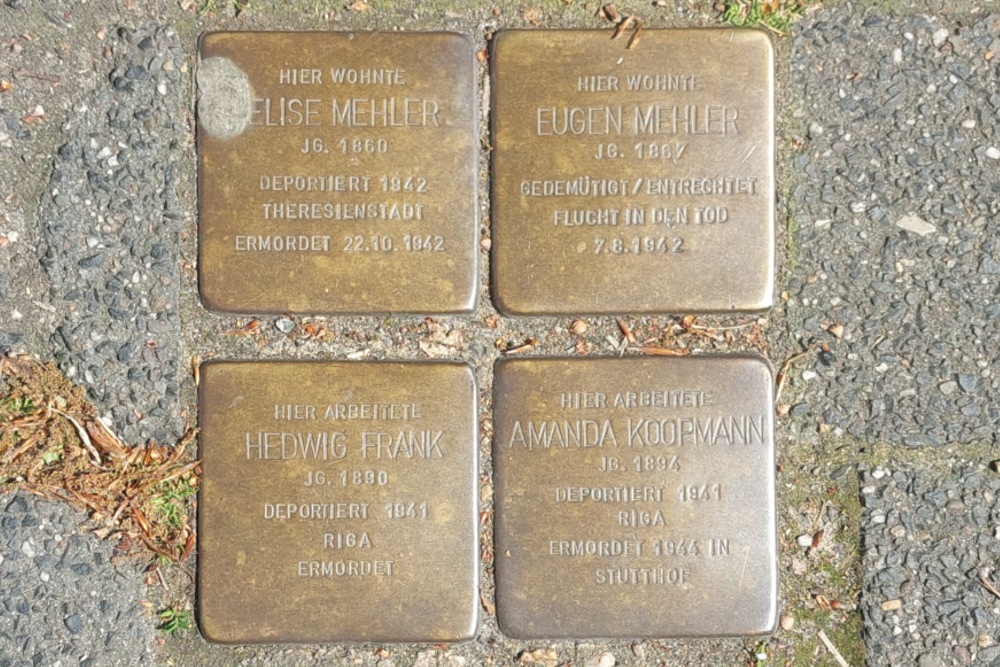 HIER WOHNTE
ELISE MEHLER
JG. 1860
DEPORTIERT 1942
THERESIENSTADT
ERMORDET 22.10.1942
HIER WOHNTE
EUGEN MEHLER
JG. 1867
GEDEMÜTIGT/ENTRECHTET
FLUCHT IN DEN TOD
7.8.1942
HIER ARBEITETE
HEDWIG FRANK
JG. 1890
DEPORTIERT 1941
RIGA
ERMORDET
HIER ARBEITETE
AMANDA KOOPMANN
JG. 1894
DEPORTIERT 1941
RIGA
ERMORDET 1944 IN
STUTTHOF